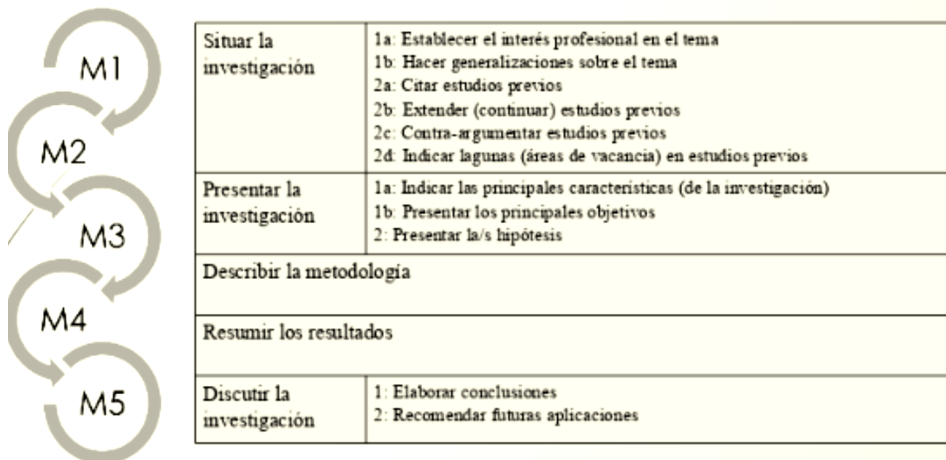 M1
Situar la
investigación
1a: Establecer el interés profesional en el tema
1b: Hacer generalizaciones sobre el tema
2a: Citar estudios previos
2b: Extender (continuar) estudios previos
2c: Contra-argumentar estudios previos
2d: Indicar lagunas (áreas de vacancia) en estudios previos
M2
Presentar la
investigación
1a: Indicar las principales características (de la investigación)
1b: Presentar los principales objetivos
2: Presentar la/s hipótesis
M3
Describir la metodología
M4
Resumir los resultados
M5
Discutir la
investigación
1: Elaborar conclusiones
2: Recomendar futuras aplicaciones